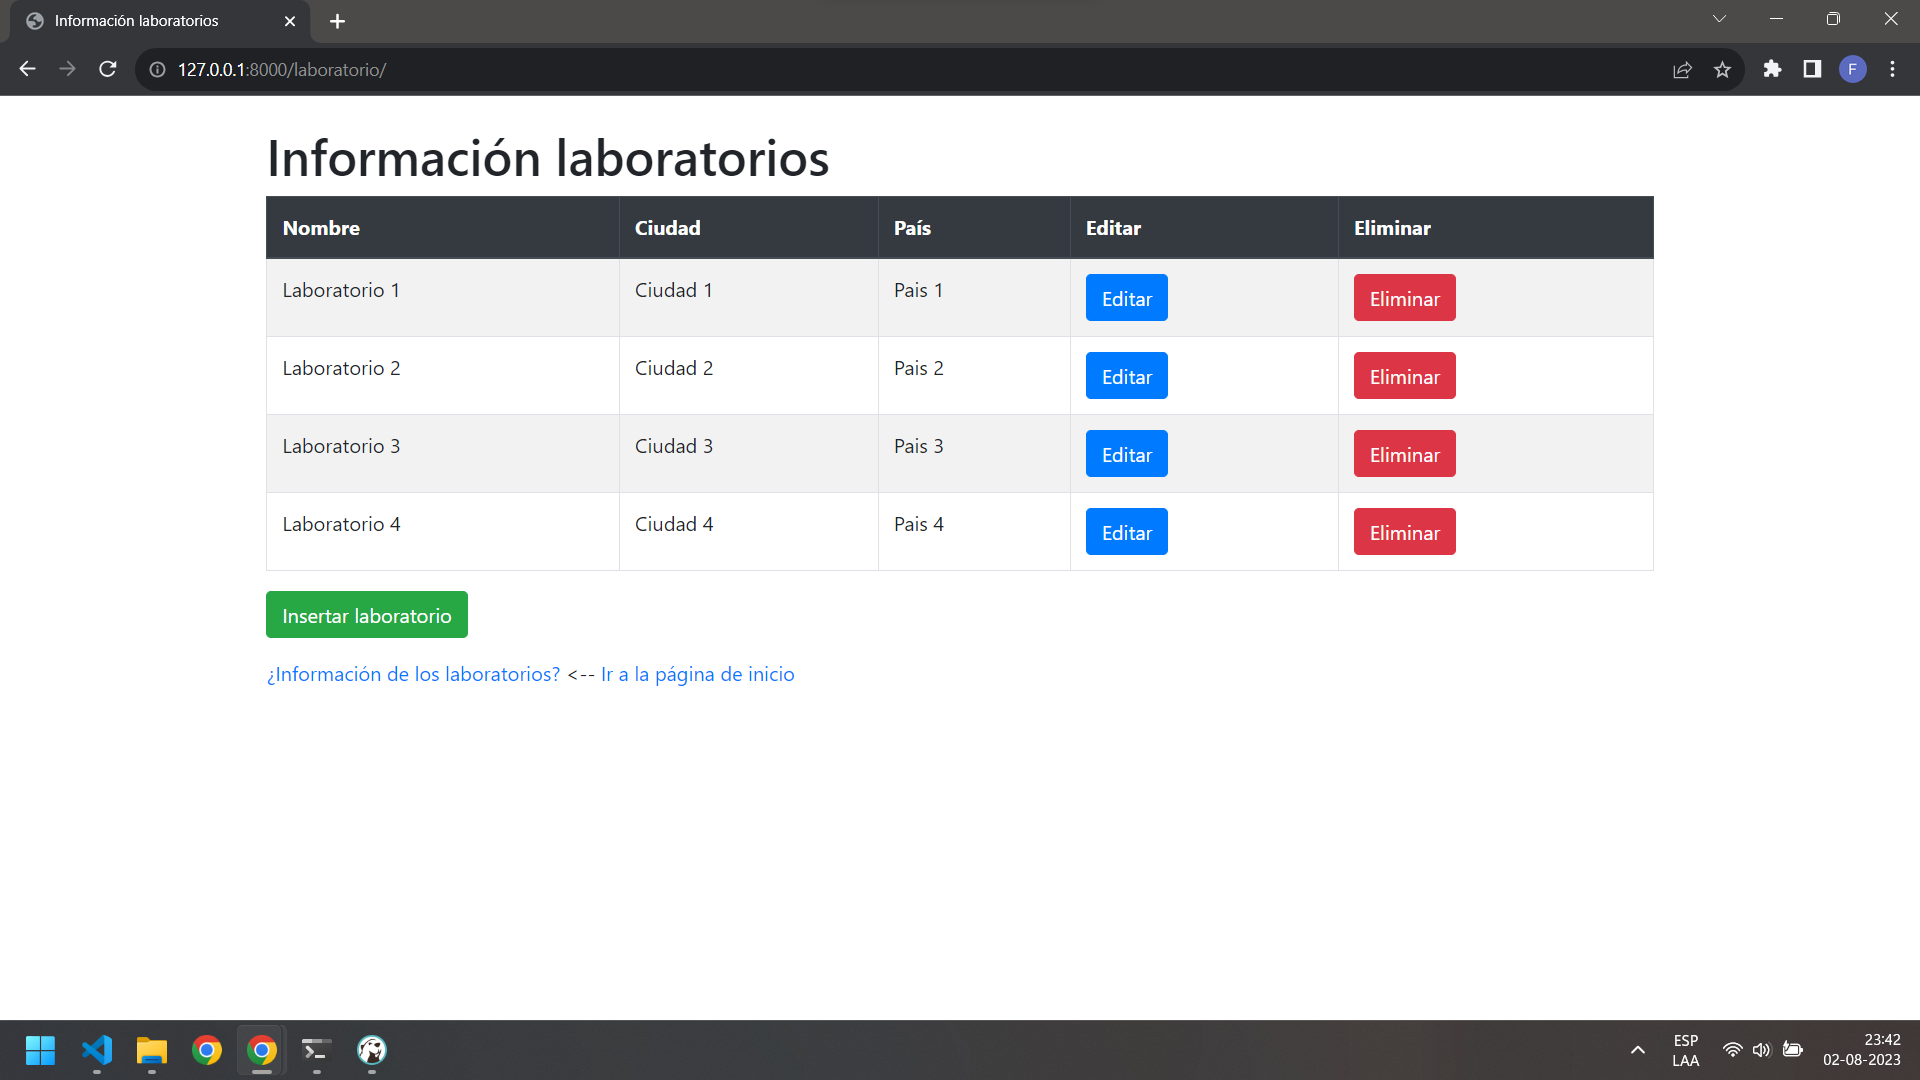 Información laboratorios
127.0.0.1:8000/laboratorio/
F
Información laboratorios
Nombre Ciudad País Editar Eliminar
Laboratorio 1 Ciudad 1 Pais 1 Editar Eliminar
Laboratorio 2 Ciudad 2 Pais 2 Editar Eliminar
Laboratorio 3 Ciudad 3 Pais 3 Editar Eliminar
Laboratorio 4 Ciudad 4 Pais 4 Editar Eliminar
Insertar laboratorio
¿Información de los laboratorios? <-- Ir a la página de inicio
ESP 23:42
LAA 02-08-2023